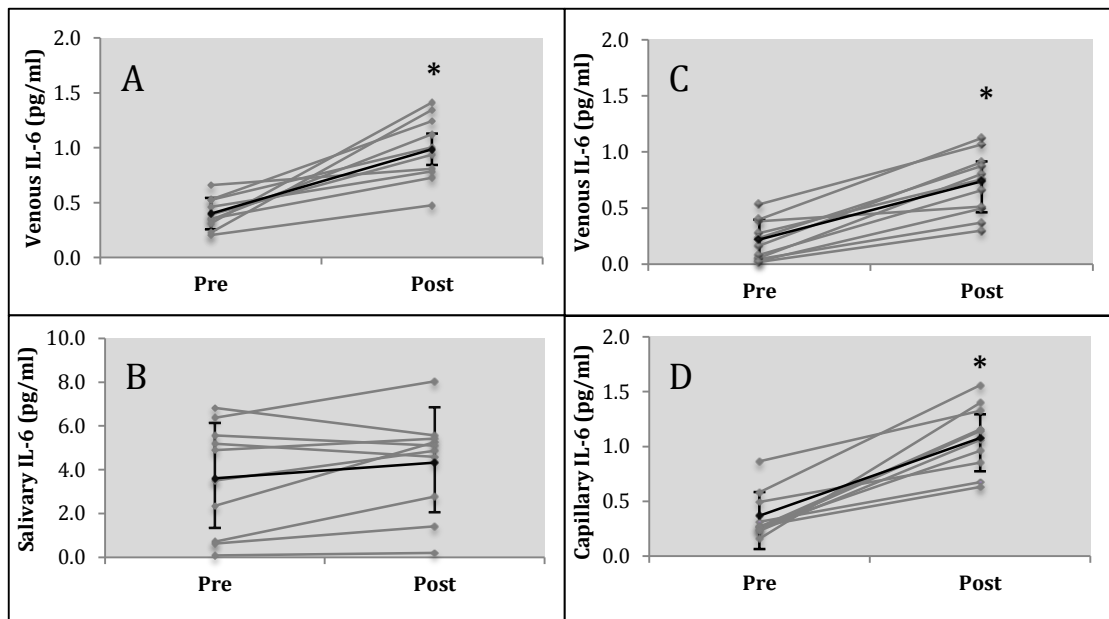 Venous IL-6 (pg/ml)
2.0
1.5
1.0
0.5
0.0
A
*
Pre
Post
Venous IL-6 (pg/ml)
2.0
1.5
1.0
0.5
0.0
C
*
Pre
Post
Salivary IL-6 (pg/ml)
10.0
8.0
6.0
4.0
2.0
0.0
B
Pre
Post
Capillary IL-6 (pg/ml)
2.0
1.5
1.0
0.5
0.0
D
*
Pre
Post